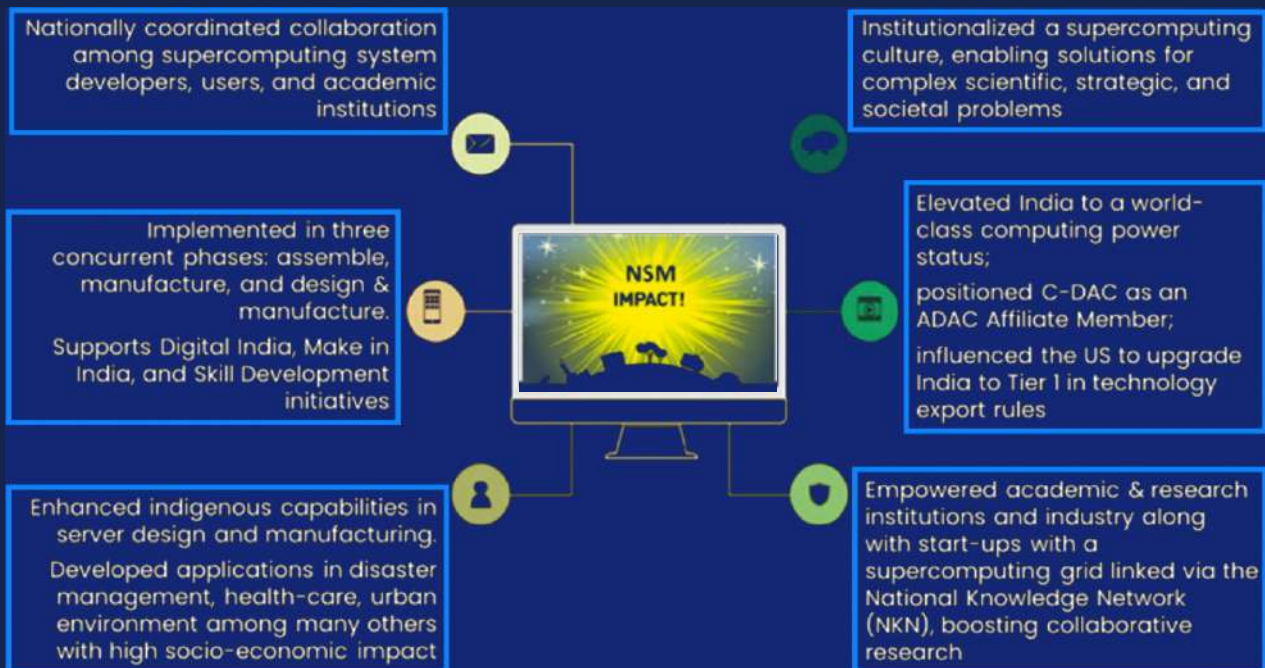 Nationally coordinated collaboration
among supercomputing system
developers, users, and academic
institutions
Institutionalized a supercomputing
culture, enabling solutions for
complex scientific, strategic, and
societal problems
Implemented in three
concurrent phases: assemble,
manufacture, and design &
manufacture.
Supports Digital India, Make in
India, and Skill Development
initiatives
NSM
IMPACT!
Elevated India to a world-
class computing power
status;
positioned C-DAC as an
ADAC Affiliate Member;
influenced the US to upgrade
India to Tier 1 in technology
export rules
Enhanced indigenous capabilities in
server design and manufacturing.
Developed applications in disaster
management, health-care, urban
environment among many others
with high socio-economic impact
Empowered academic & research
institutions and industry along
with start-ups with a
supercomputing grid linked via the
National Knowledge Network
(NKN), boosting collaborative
research